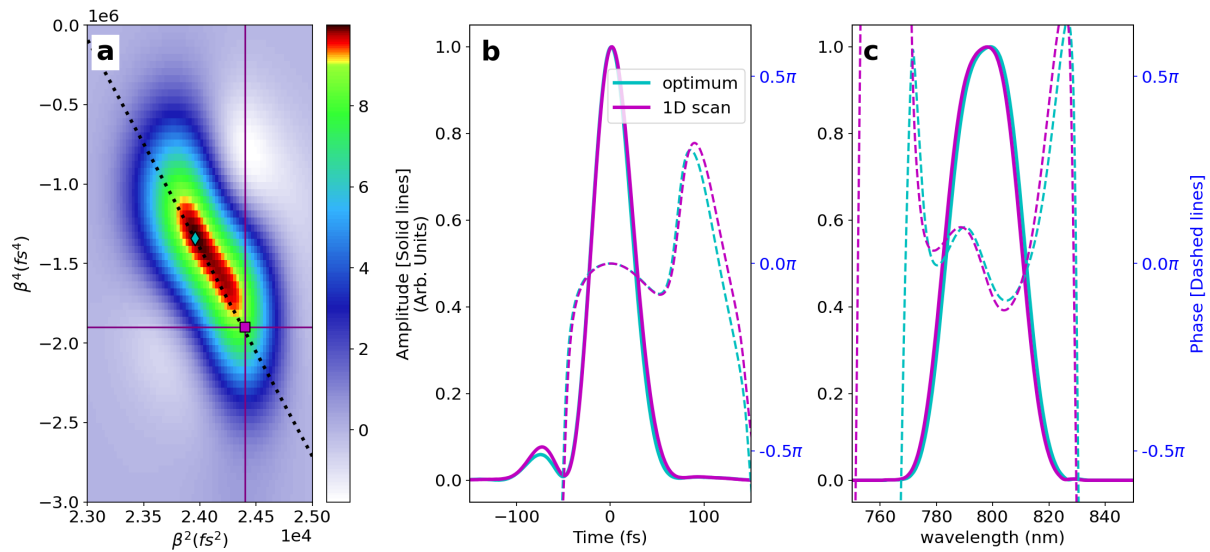 1e6
a
0.0
−0.5
−1.0
−1.5
−2.0
−2.5
−3.0
β⁴(fs⁴)
2.30 2.35 2.40 2.45 2.50
1e4
β²(fs²)
8
6
4
2
0
b
optimum
1D scan
1.0
0.8
0.6
0.4
0.2
0.0
Amplitude [Solid lines]
(Arb. Units)
0.5π
0.0π
-0.5π
−100 0 100
Time (fs)
c
1.0
0.8
0.6
0.4
0.2
0.0
0.5π
0.0π
-0.5π
Phase [Dashed lines]
760 780 800 820 840
wavelength (nm)